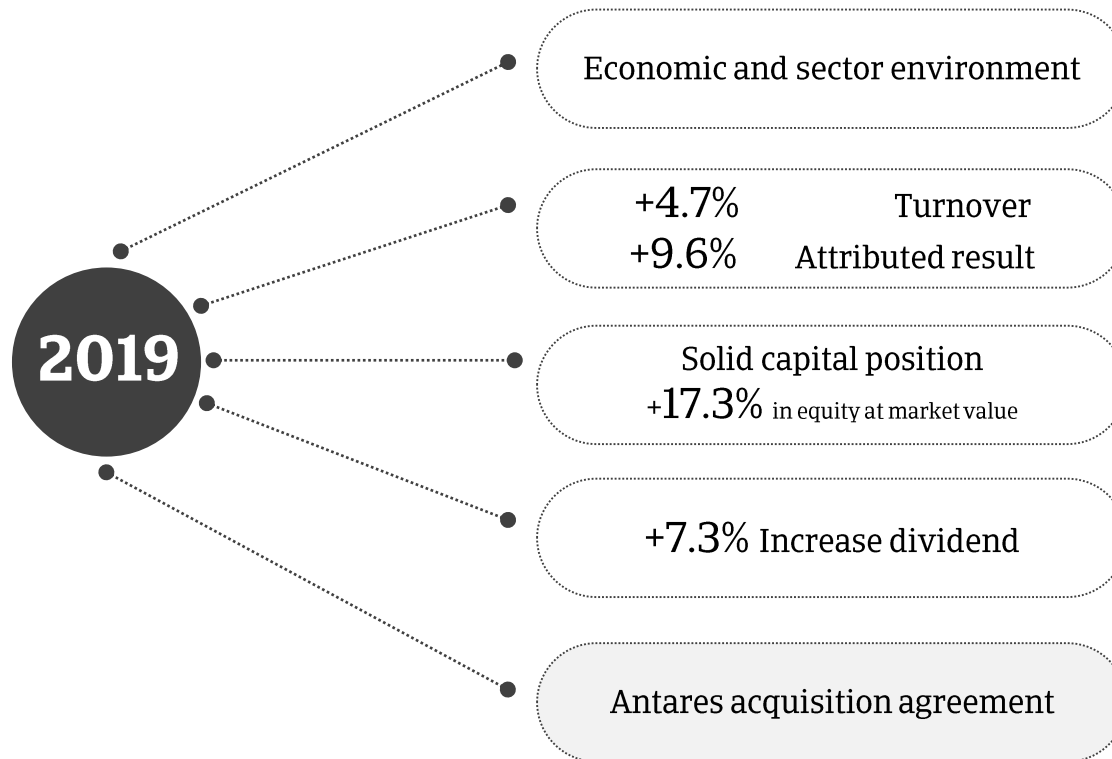 2019
Economic and sector environment
+4.7% Turnover
+9.6% Attributed result
Solid capital position
+17.3% in equity at market value
+7.3% Increase dividend
Antares acquisition agreement